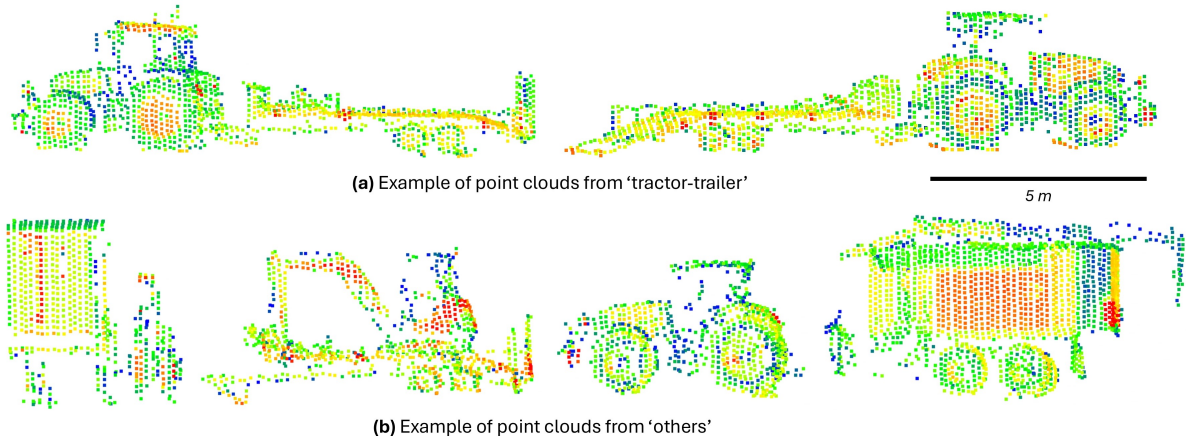 (a) Example of point clouds from ‘tractor-trailer’
5 m
(b) Example of point clouds from ‘others’